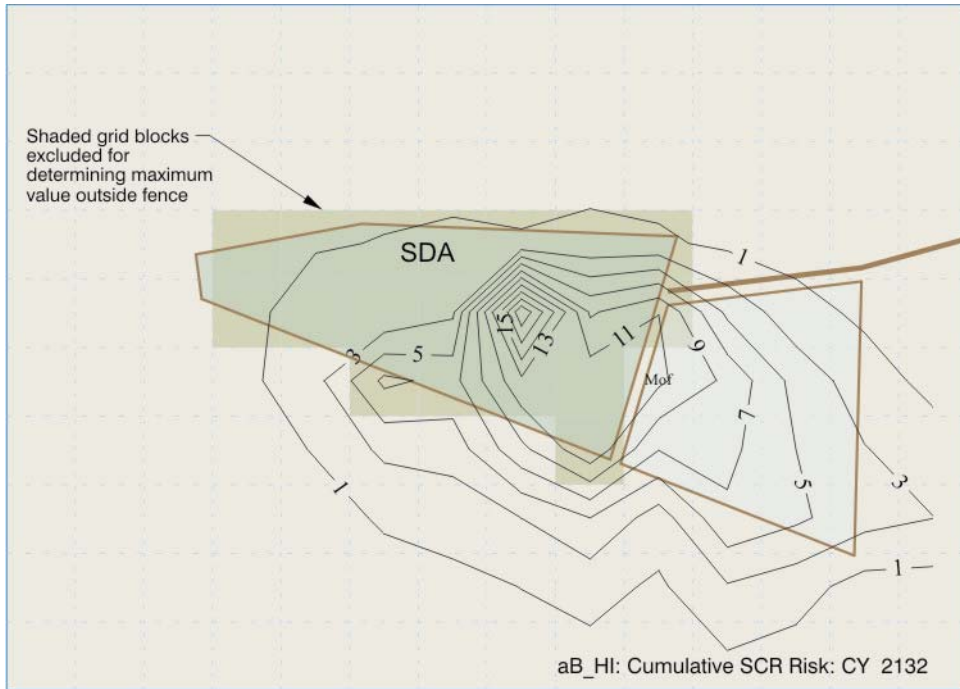 Shaded grid blocks
excluded for
determining maximum
value outside fence
SDA
1
15
13
11
9
3
5
Mof
7
1
5
3
1
aB_HI: Cumulative SCR Risk: CY 2132